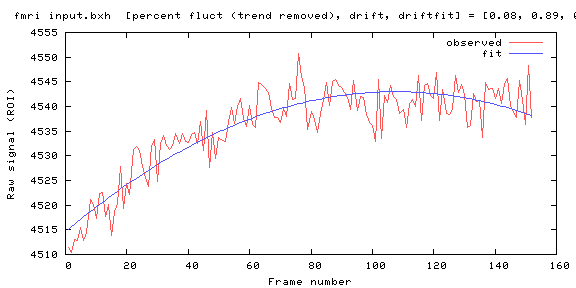 fmri input.bxh [percent fluct (trend removed), drift, driftfit] = [0.08, 0.89, 0
4555
4550
4545
4540
4535
4530
4525
4520
4515
4510
Raw signal (ROI)
observed
fit
0 20 40 60 80 100 120 140 160
Frame number